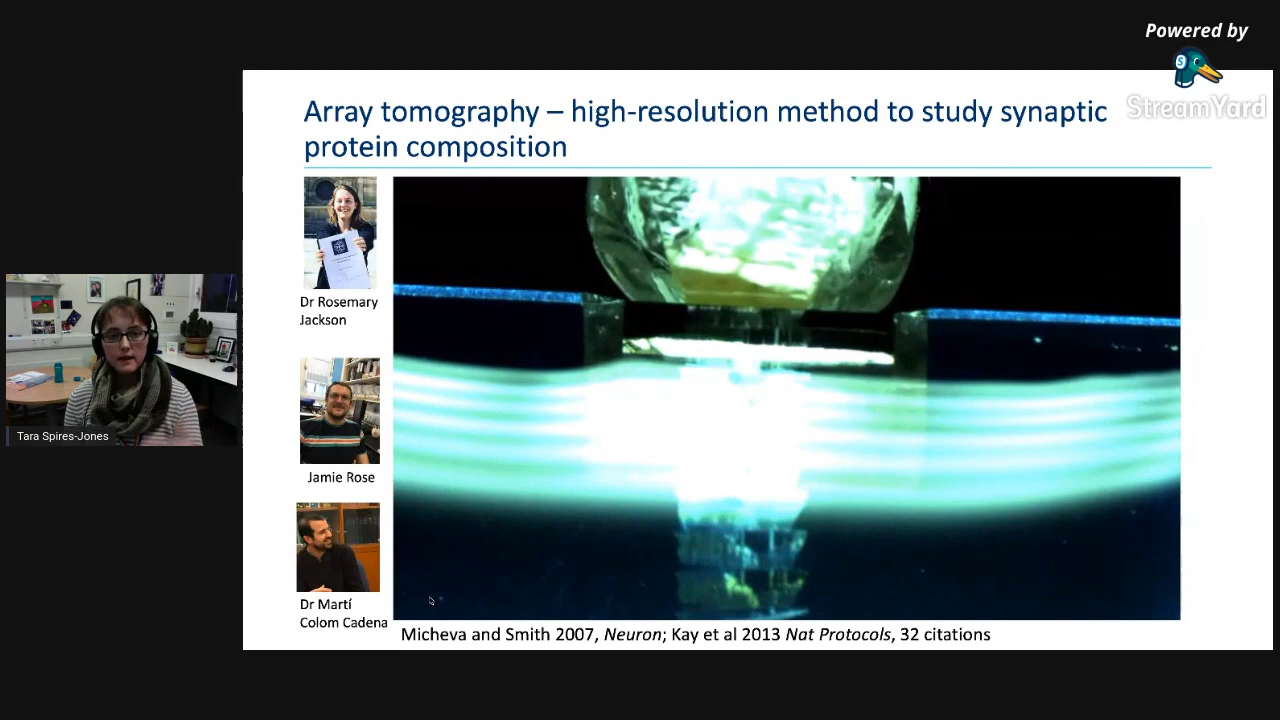 Powered by
StreamYard
Array tomography – high-resolution method to study synaptic
protein composition
Dr Rosemary
Jackson
Jamie Rose
Dr Martí
Colom Cadena
Tara Spires-Jones
Micheva and Smith 2007, Neuron; Kay et al 2013 Nat Protocols, 32 citations